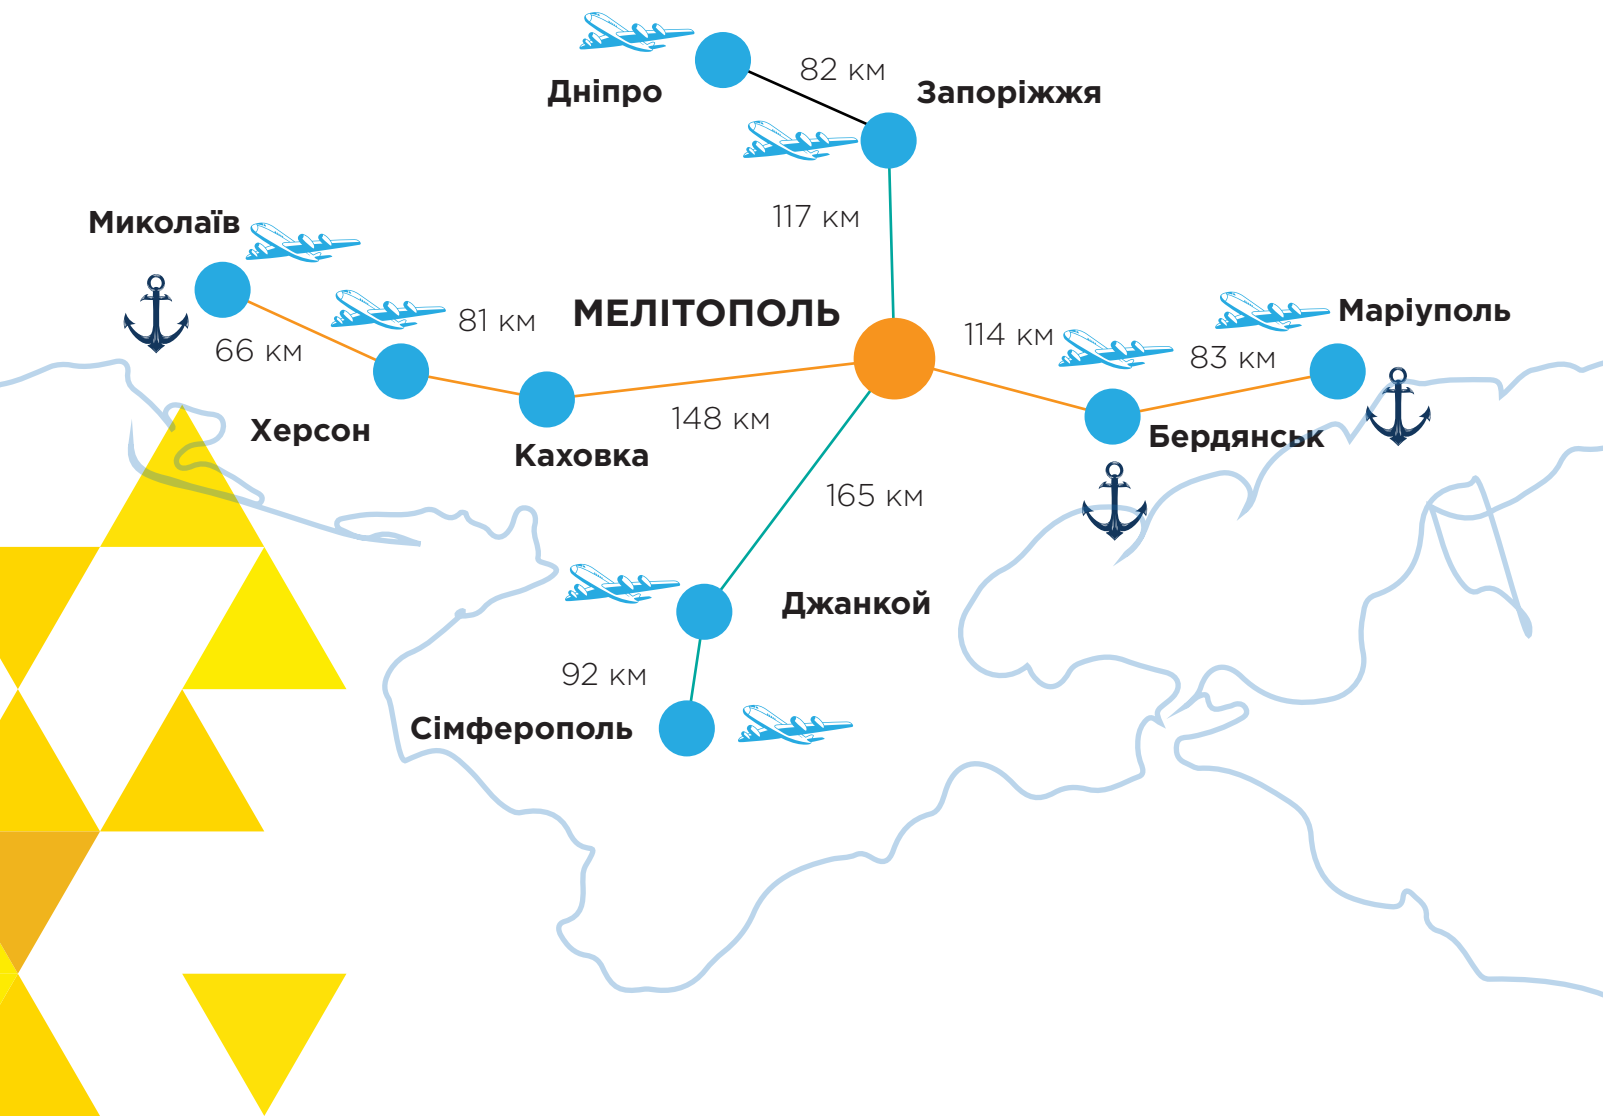 82 км
Дніпро
Запоріжжя
117 км
Миколаїв
МЕЛІТОПОЛЬ
81 км
66 км
114 км
Маріуполь
83 км
148 км
Херсон
Каховка
Бердянськ
165 км
Джанкой
92 км
Сімферополь